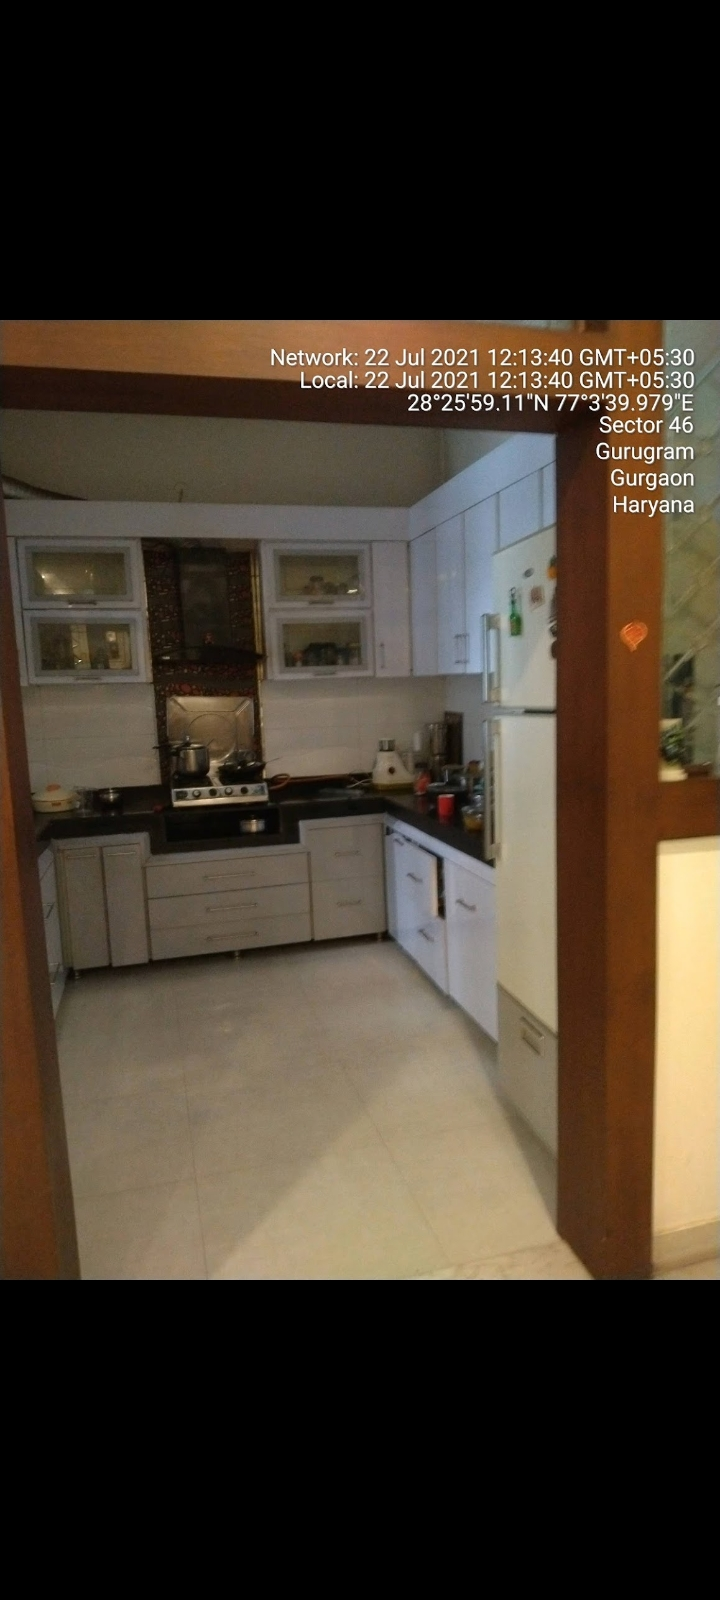 Network: 22 Jul 2021 12:13:40 GMT+05:30
Local: 22 Jul 2021 12:13:40 GMT+05:30
28°25'59.11"N 77°3'39.979"E
Sector 46
Gurugram
Gurgaon
Haryana